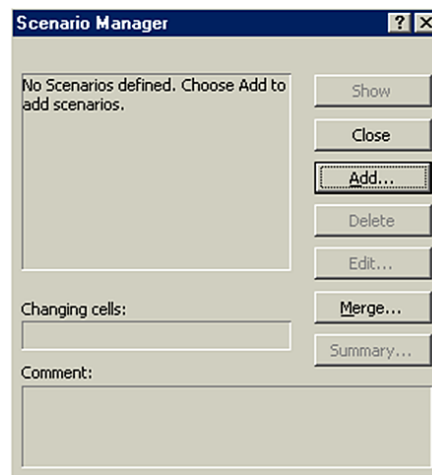 Scenario Manager
No Scenarios defined. Choose Add to
add scenarios.
Show
Close
Add...
Delete
Edit...
Changing cells:
Merge...
Summary...
Comment: